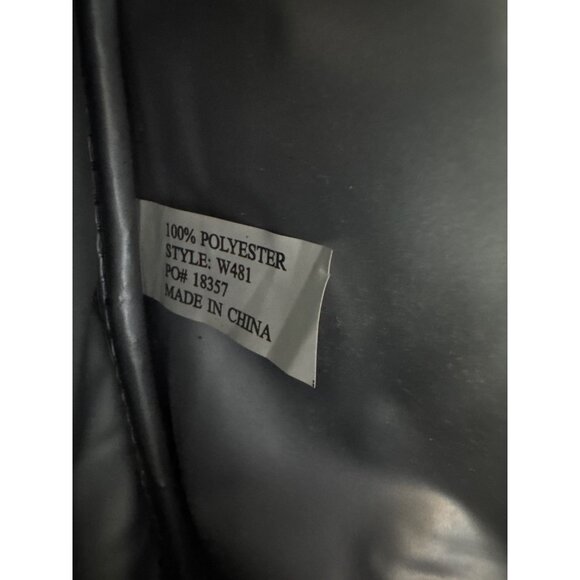 100% POLYESTER
STYLE: W481
PO# 18357
MADE IN CHINA